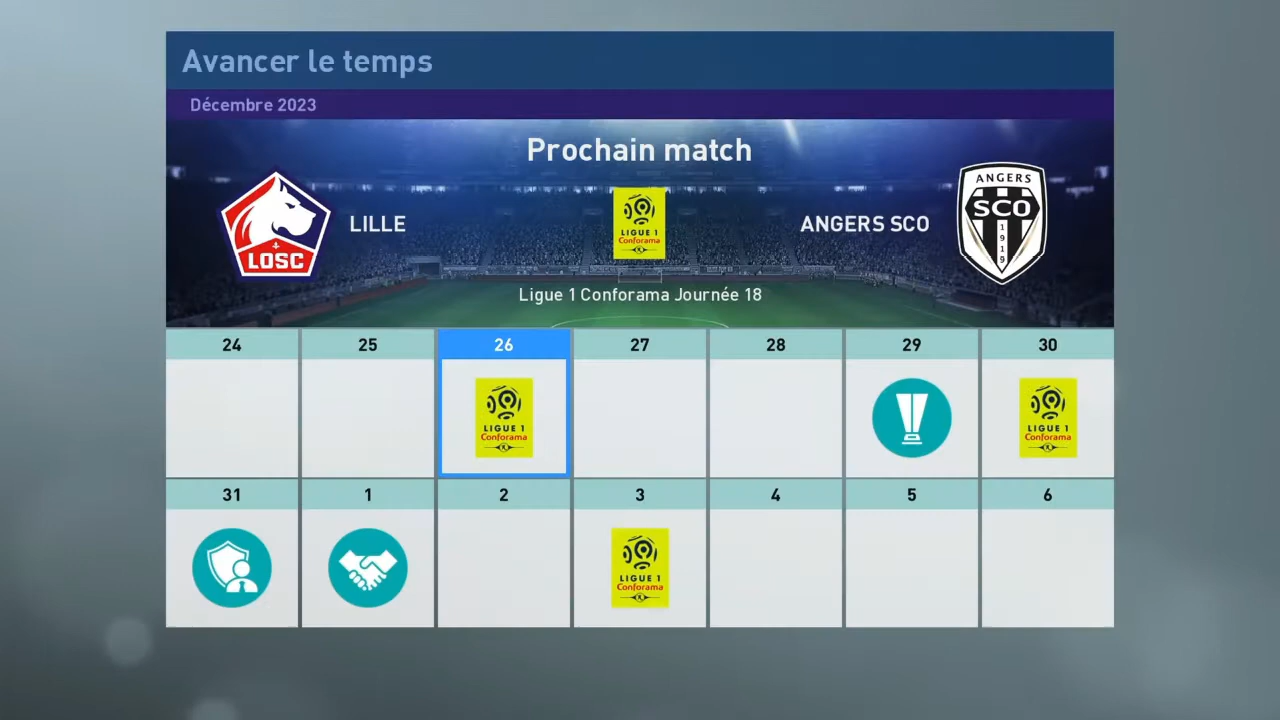 Avancer le temps
Décembre 2023
Prochain match
LOSC
LILLE
LIGUE 1
Conforama
ANGERS SCO
ANGERS
SCO
1919
Ligue 1 Conforama Journée 18
24 25 26 27 28 29 30
LIGUE 1
Conforama
LIGUE 1
Conforama
31 1 2 3 4 5 6
LIGUE 1
Conforama